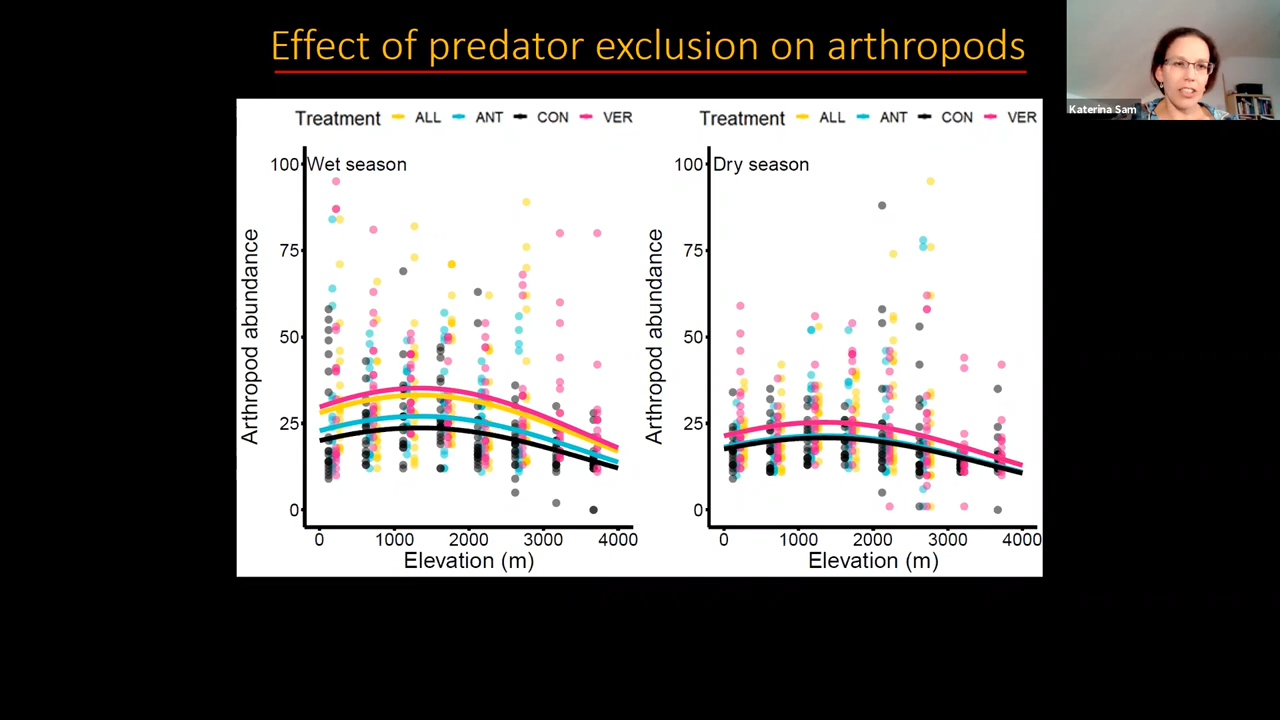 Effect of predator exclusion on arthropods
Katerina Sam
Treatment ALL ANT CON VER
Wet season
100
75
50
25
0
Arthropod abundance
0 1000 2000 3000 4000
Elevation (m)
Treatment ALL ANT CON VER
Dry season
100
75
50
25
0
Arthropod abundance
0 1000 2000 3000 4000
Elevation (m)